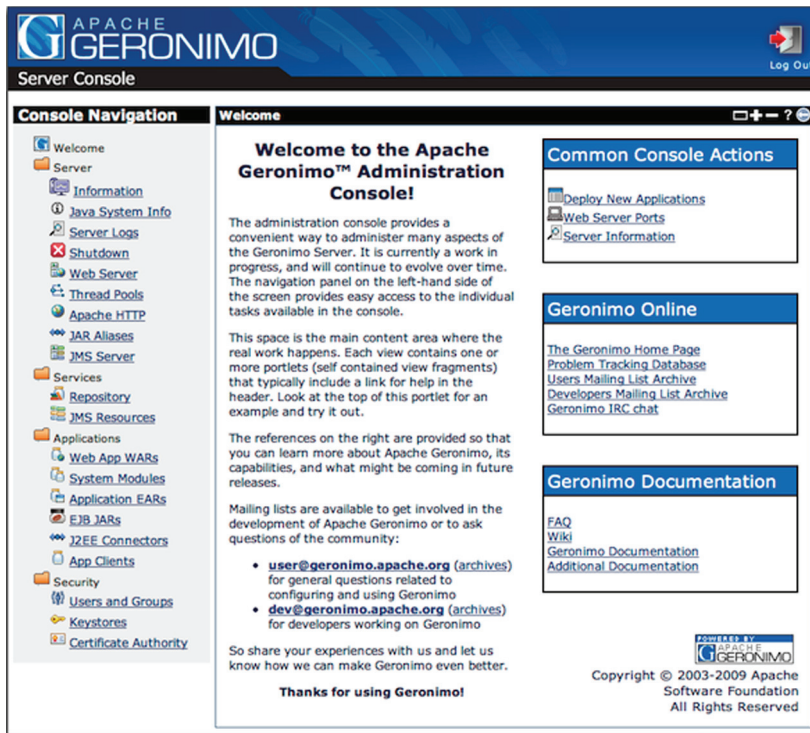 APACHE
GERONIMO
Server Console
Log Out
Console Navigation
Welcome
Server
Information
Java System Info
Server Logs
Shutdown
Web Server
Thread Pools
Apache HTTP
JAR Aliases
JMS Server
Services
Repository
JMS Resources
Applications
Web App WARs
System Modules
Application EARs
EJB JARs
J2EE Connectors
App Clients
Security
Users and Groups
Keystores
Certificate Authority
Welcome
Welcome to the Apache
Geronimo™ Administration
Console!
The administration console provides a
convenient way to administer many aspects of
the Geronimo Server. It is currently a work in
progress, and will continue to evolve over time.
The navigation panel on the left-hand side of
the screen provides easy access to the individual
tasks available in the console.
This space is the main content area where the
real work happens. Each view contains one or
more portlets (self contained view fragments)
that typically include a link for help in the
header. Look at the top of this portlet for an
example and try it out.
The references on the right are provided so that
you can learn more about Apache Geronimo, its
capabilities, and what might be coming in future
releases.
Mailing lists are available to get involved in the
development of Apache Geronimo or to ask
questions of the community:
• user@geronimo.apache.org (archives)
for general questions related to
configuring and using Geronimo
• dev@geronimo.apache.org (archives)
for developers working on Geronimo
So share your experiences with us and let us
know how we can make Geronimo even better.
Thanks for using Geronimo!
Common Console Actions
Deploy New Applications
Web Server Ports
Server Information
Geronimo Online
The Geronimo Home Page
Problem Tracking Database
Users Mailing List Archive
Developers Mailing List Archive
Geronimo IRC chat
Geronimo Documentation
FAQ
Wiki
Geronimo Documentation
Additional Documentation
POWERED BY
APACHE
GERONIMO
Copyright © 2003-2009 Apache
Software Foundation
All Rights Reserved